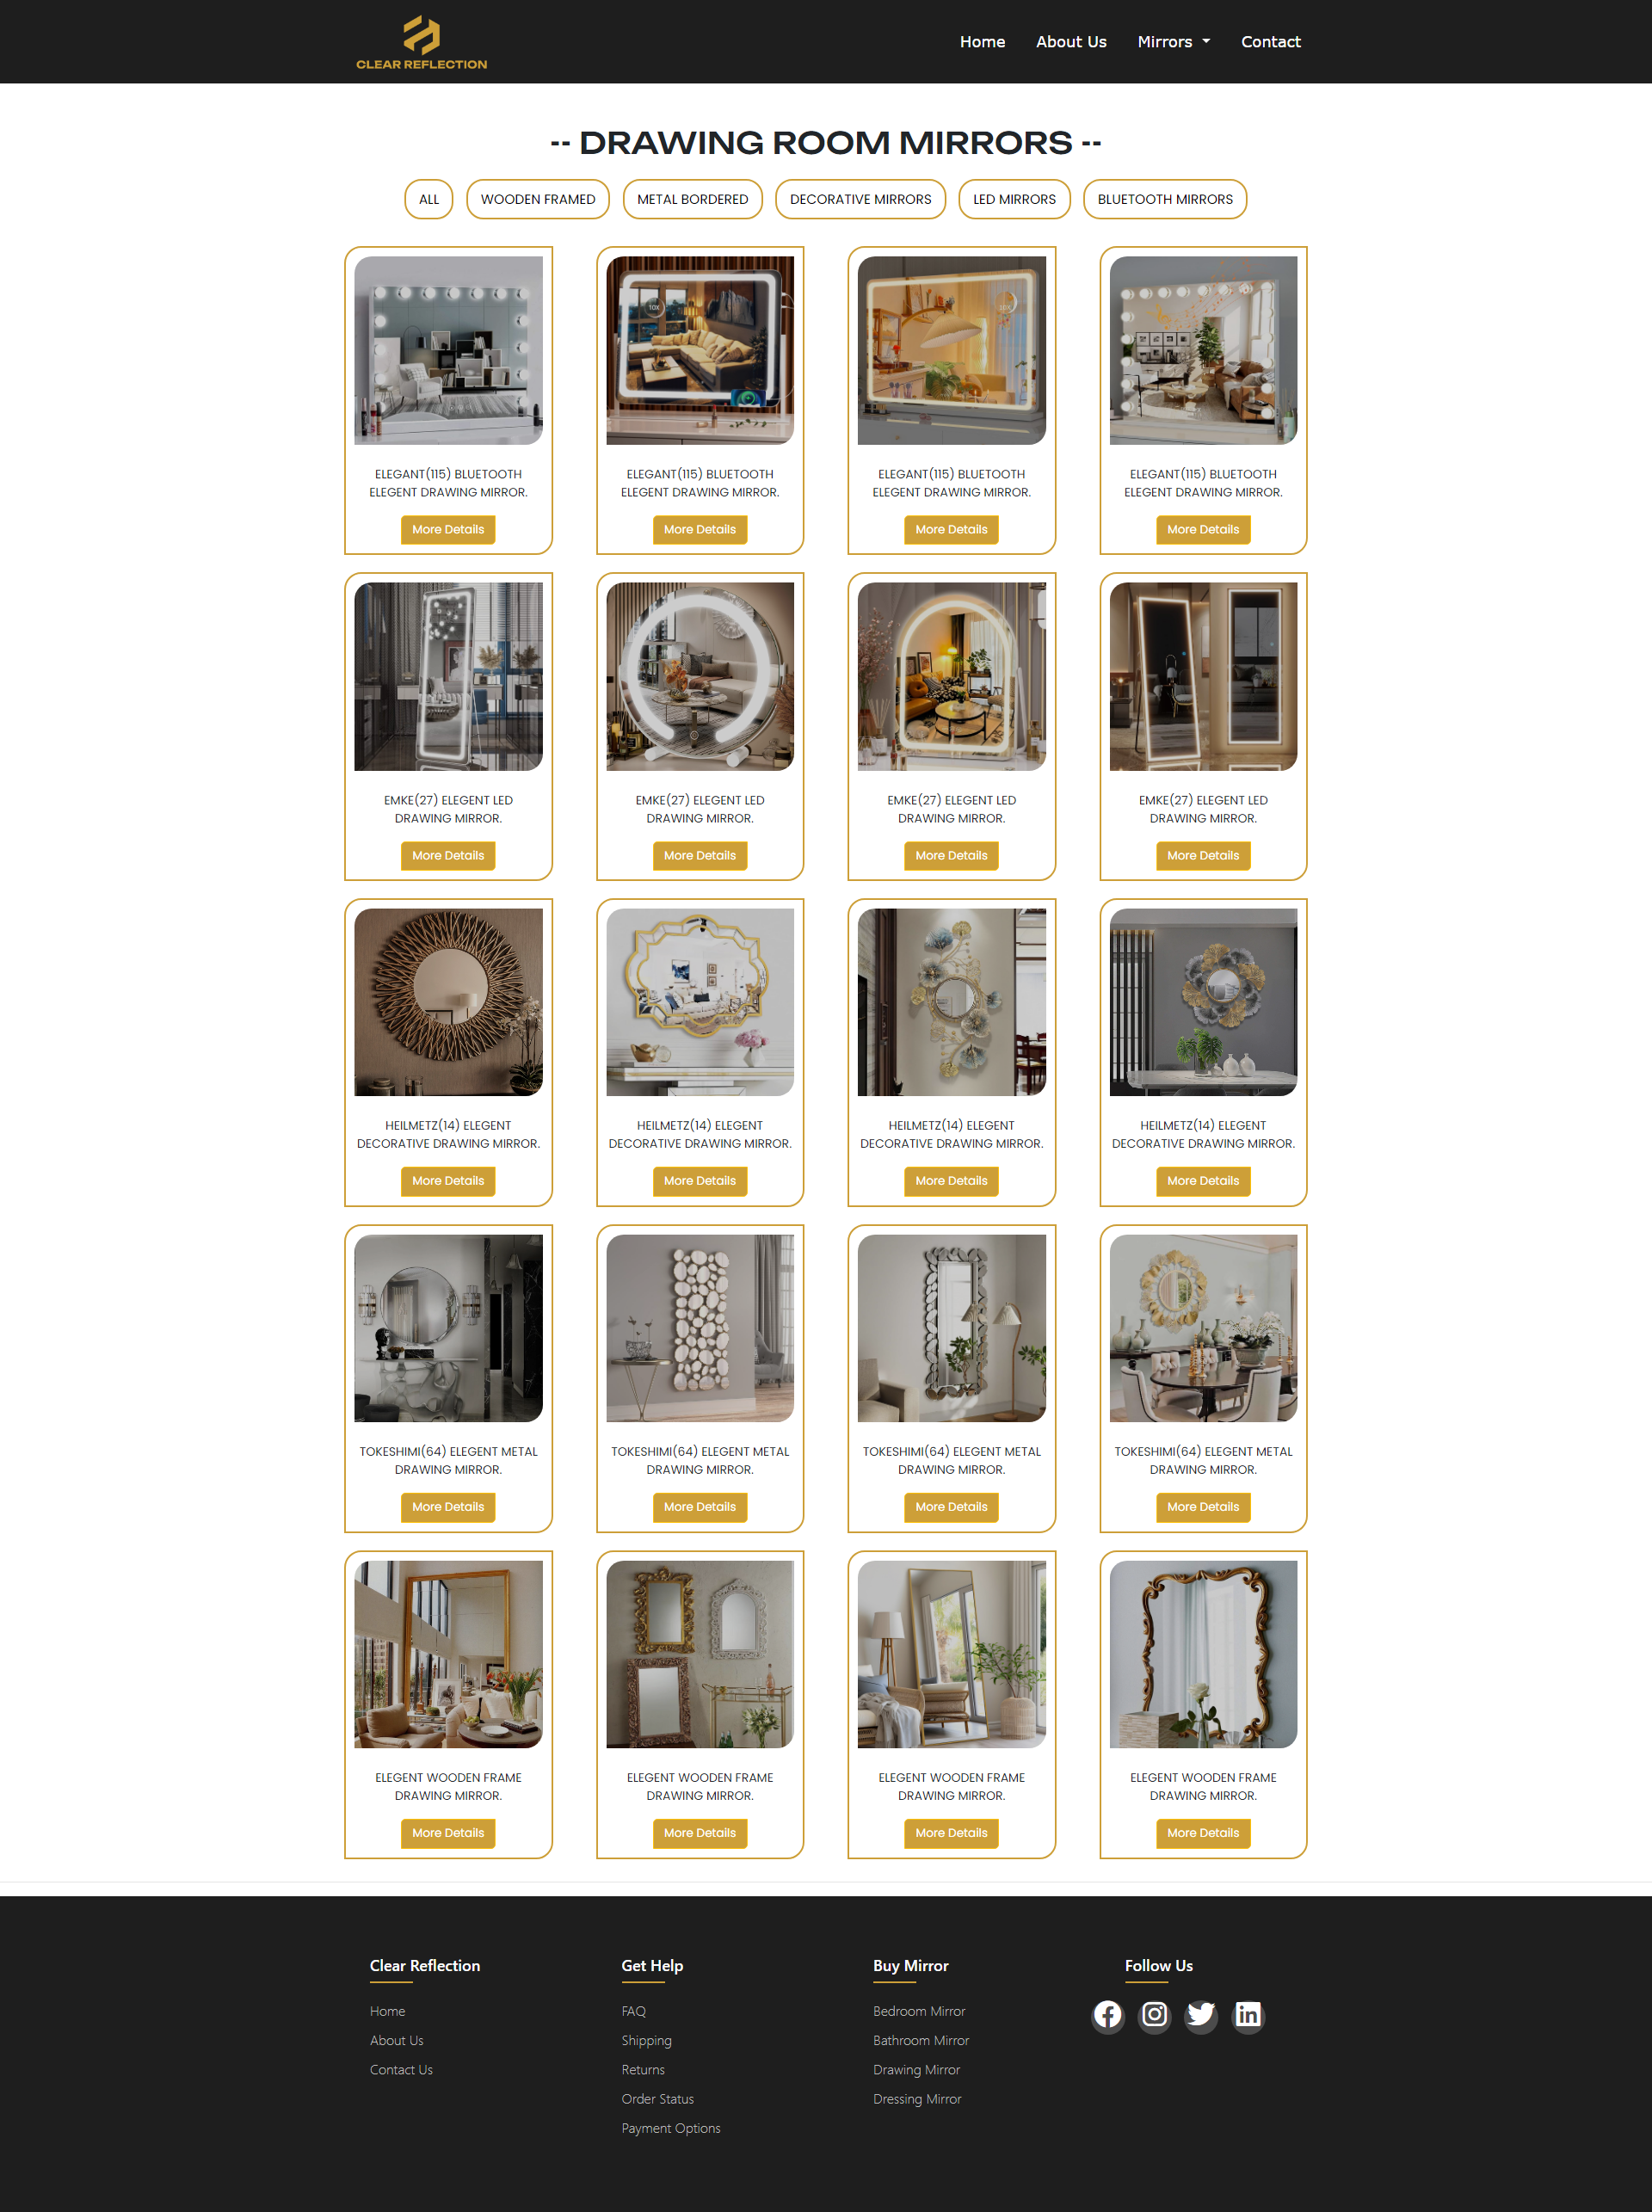 CLEAR REFLECTION
Home About Us Mirrors Contact
-- DRAWING ROOM MIRRORS --
ALL WOODEN FRAMED METAL BORDERED DECORATIVE MIRRORS LED MIRRORS BLUETOOTH MIRRORS
10X
ELEGANT(115) BLUETOOTH
ELEGENT DRAWING MIRROR.
More Details
ELEGANT(115) BLUETOOTH
ELEGENT DRAWING MIRROR.
More Details
ELEGANT(115) BLUETOOTH
ELEGENT DRAWING MIRROR.
More Details
ELEGANT(115) BLUETOOTH
ELEGENT DRAWING MIRROR.
More Details
EMKE(27) ELEGENT LED
DRAWING MIRROR.
More Details
EMKE(27) ELEGENT LED
DRAWING MIRROR.
More Details
EMKE(27) ELEGENT LED
DRAWING MIRROR.
More Details
EMKE(27) ELEGENT LED
DRAWING MIRROR.
More Details
HEILMETZ(14) ELEGENT
DECORATIVE DRAWING MIRROR.
More Details
HEILMETZ(14) ELEGENT
DECORATIVE DRAWING MIRROR.
More Details
HEILMETZ(14) ELEGENT
DECORATIVE DRAWING MIRROR.
More Details
HEILMETZ(14) ELEGENT
DECORATIVE DRAWING MIRROR.
More Details
TOKESHIMI(64) ELEGENT METAL
DRAWING MIRROR.
More Details
TOKESHIMI(64) ELEGENT METAL
DRAWING MIRROR.
More Details
TOKESHIMI(64) ELEGENT METAL
DRAWING MIRROR.
More Details
TOKESHIMI(64) ELEGENT METAL
DRAWING MIRROR.
More Details
ELEGENT WOODEN FRAME
DRAWING MIRROR.
More Details
ELEGENT WOODEN FRAME
DRAWING MIRROR.
More Details
ELEGENT WOODEN FRAME
DRAWING MIRROR.
More Details
ELEGENT WOODEN FRAME
DRAWING MIRROR.
More Details
Clear Reflection
Home
About Us
Contact Us
Get Help
FAQ
Shipping
Returns
Order Status
Payment Options
Buy Mirror
Bedroom Mirror
Bathroom Mirror
Drawing Mirror
Dressing Mirror
Follow Us